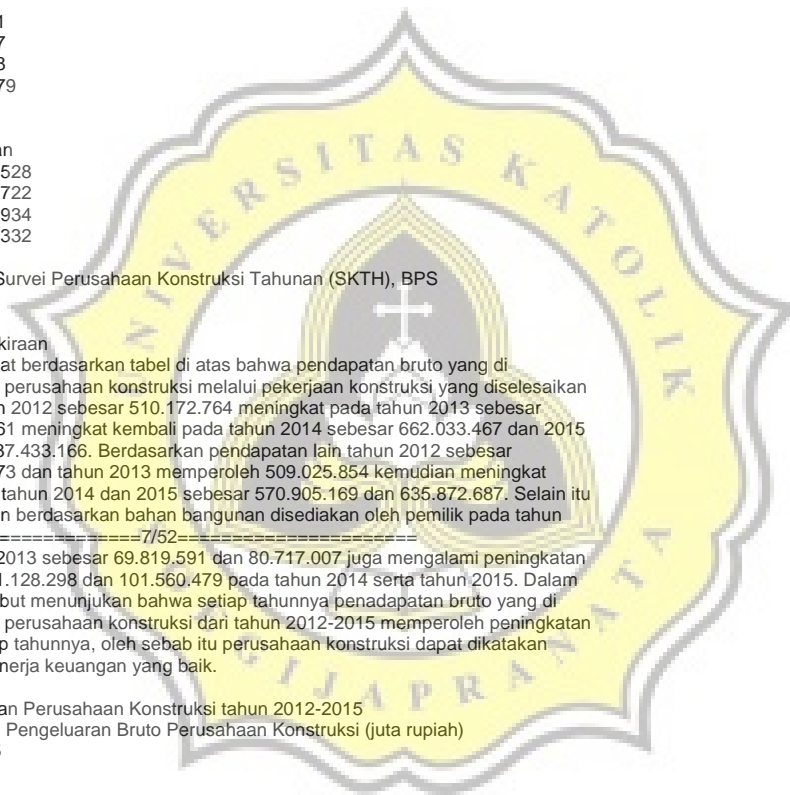 1
7
79
an
528
722
934
332
Survei Perusahaan Konstruksi Tahunan (SKTH), BPS
kiraan
at berdasarkan tabel di atas bahwa pendapatan bruto yang di
perusahaan konstruksi melalui pekerjaan konstruksi yang diselesaikan
n 2012 sebesar 510.172.764 meningkat pada tahun 2013 sebesar
61 meningkat kembali pada tahun 2014 sebesar 662.033.467 dan 2015
37.433.166. Berdasarkan pendapatan lain tahun 2012 sebesar
73 dan tahun 2013 memperoleh 509.025.854 kemudian meningkat
tahun 2014 dan 2015 sebesar 570.905.169 dan 635.872.687. Selain itu
n berdasarkan bahan bangunan disediakan oleh pemilik pada tahun
=============7/52======================
2013 sebesar 69.819.591 dan 80.717.007 juga mengalami peningkatan
1.128.298 dan 101.560.479 pada tahun 2014 serta tahun 2015. Dalam
but menunjukan bahwa setiap tahunnya penadapatan bruto yang di
perusahaan konstruksi dari tahun 2012-2015 memperoleh peningkatan
p tahunnya, oleh sebab itu perusahaan konstruksi dapat dikatakan
nerja keuangan yang baik.
an Perusahaan Konstruksi tahun 2012-2015
Pengeluaran Bruto Perusahaan Konstruksi (juta rupiah)
UNIVERSITAS KATOLIK
EGIJAPRANATA